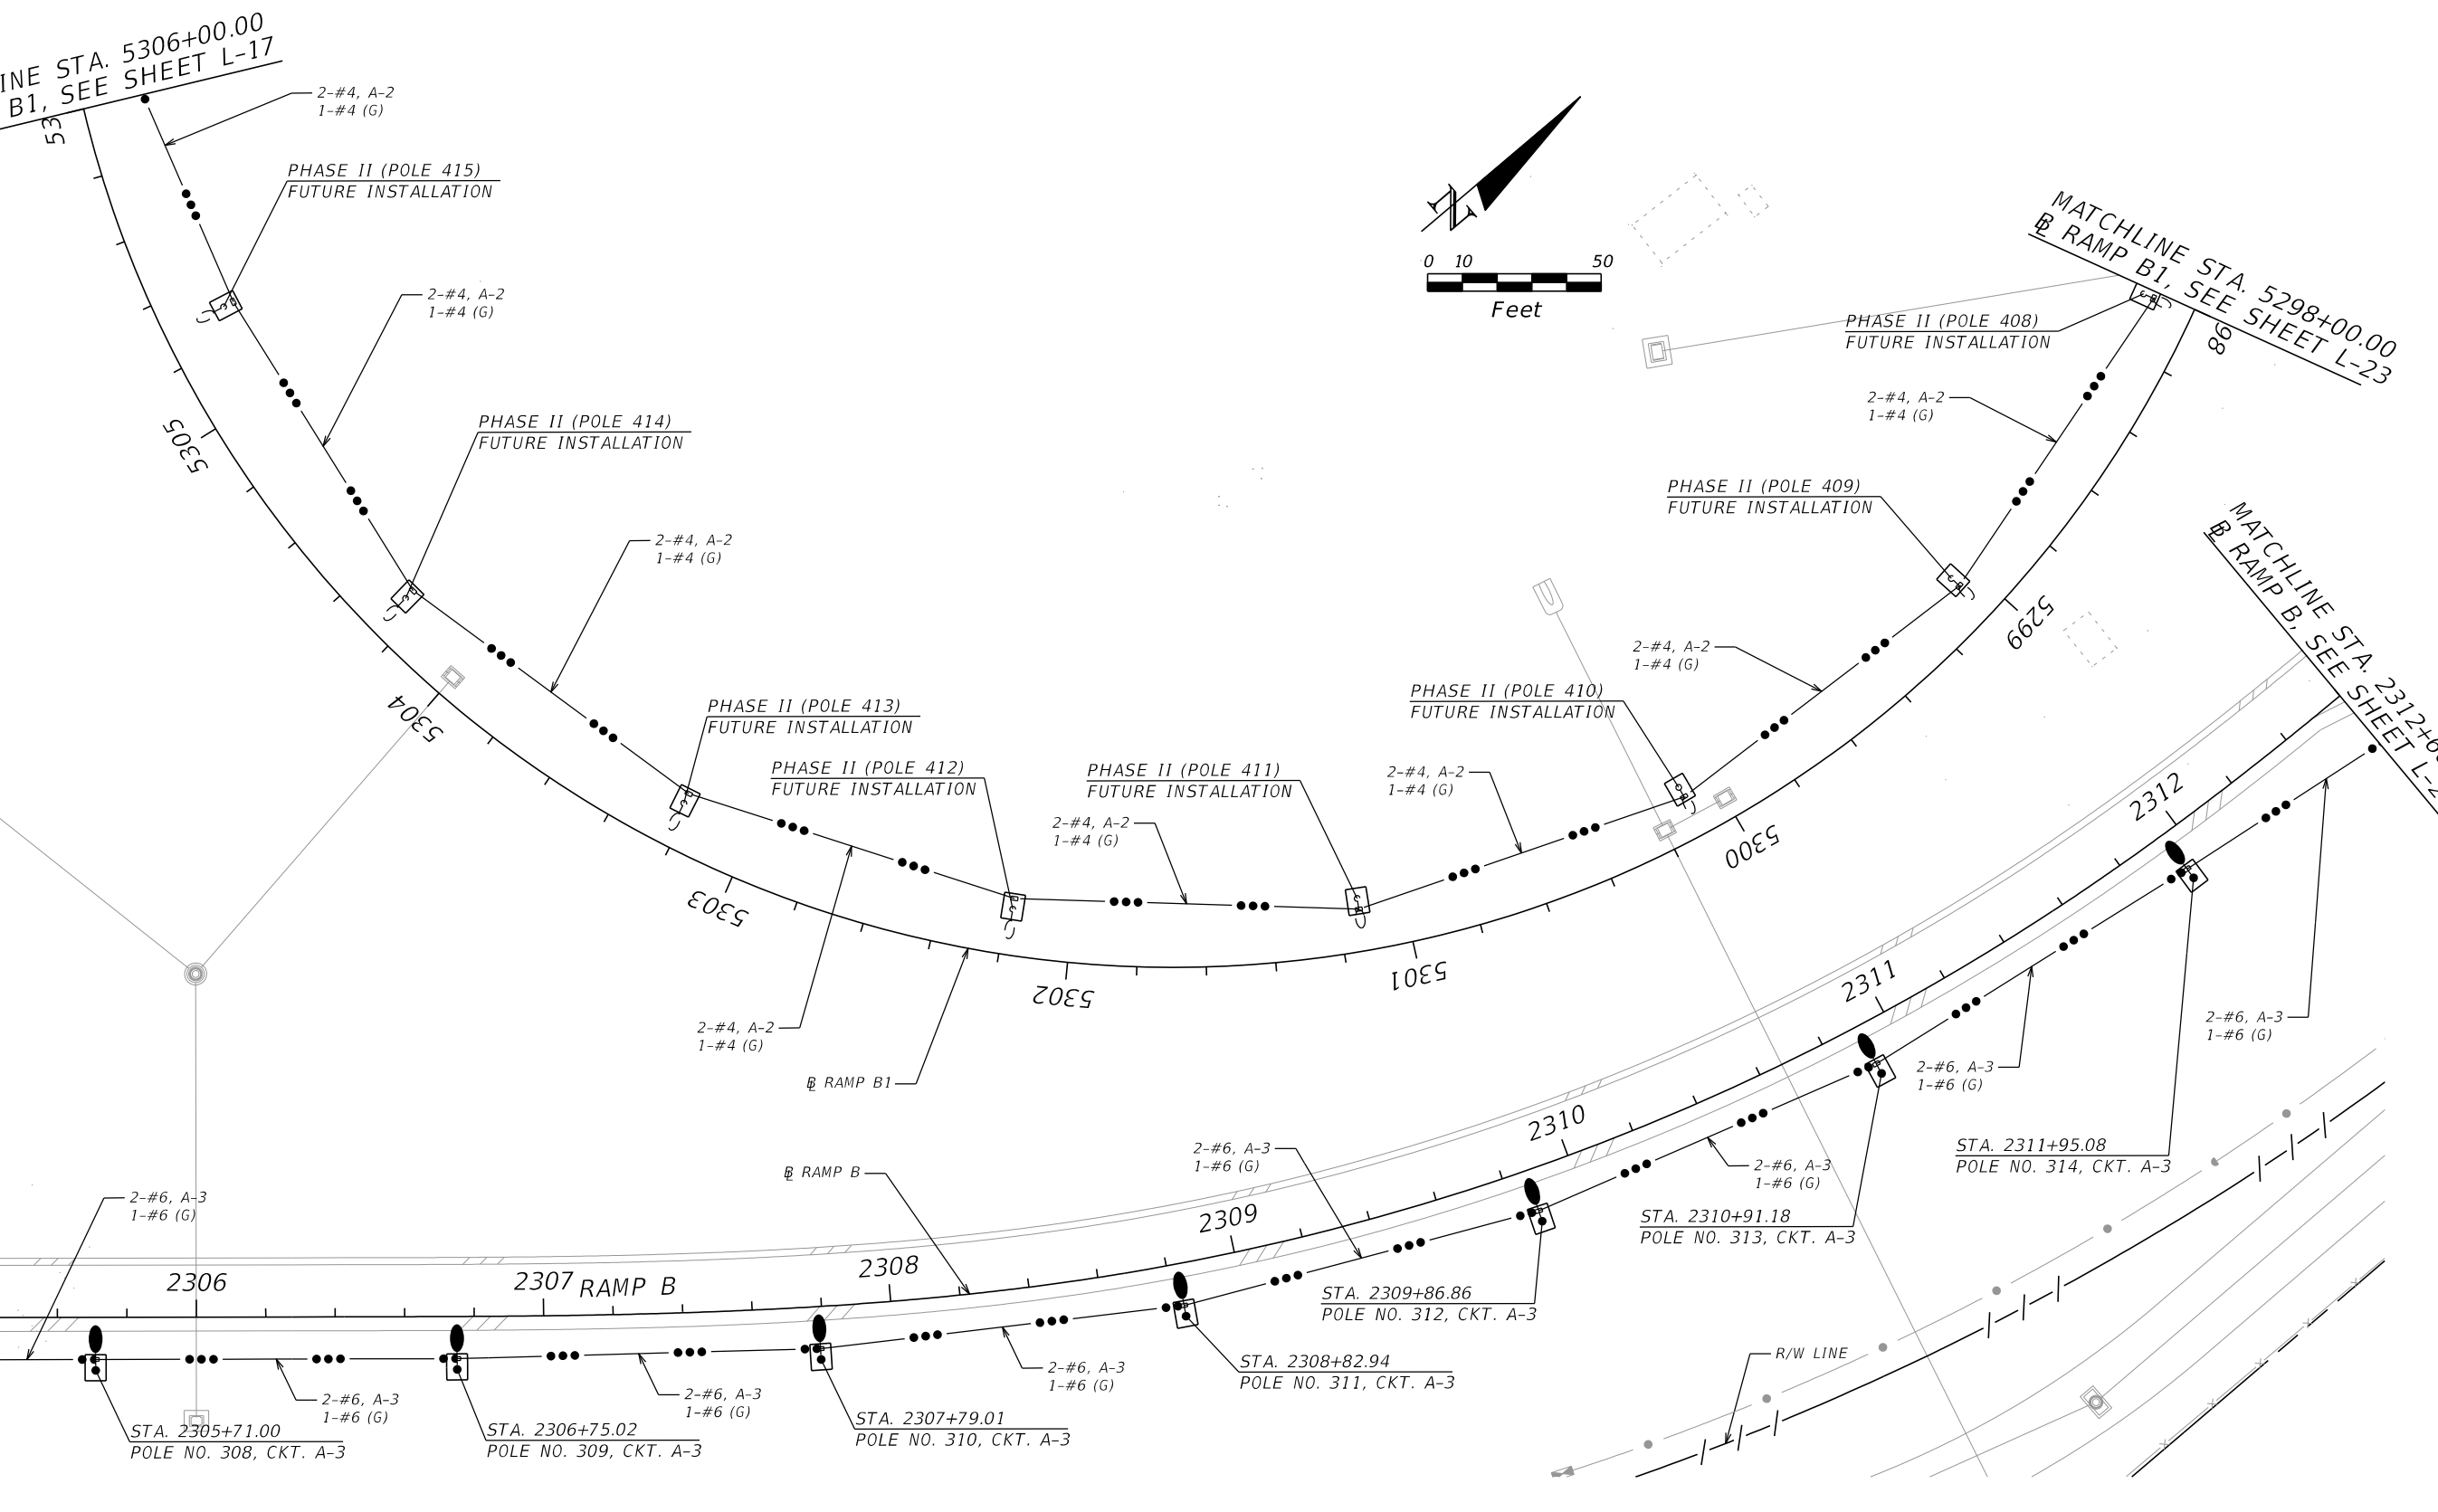 INE STA. 5306+00.00
B1, SEE SHEET L-17
53
2-#4, A-2
1-#4 (G)
PHASE II (POLE 415)
FUTURE INSTALLATION
2-#4, A-2
1-#4 (G)
PHASE II (POLE 414)
FUTURE INSTALLATION
5305
2-#4, A-2
1-#4 (G)
5304
PHASE II (POLE 413)
FUTURE INSTALLATION
PHASE II (POLE 412)
FUTURE INSTALLATION
2-#4, A-2
1-#4 (G)
PHASE II (POLE 411)
FUTURE INSTALLATION
2-#4, A-2
1-#4 (G)
PHASE II (POLE 410)
FUTURE INSTALLATION
2-#4, A-2
1-#4 (G)
PHASE II (POLE 409)
FUTURE INSTALLATION
2-#4, A-2
1-#4 (G)
PHASE II (POLE 408)
FUTURE INSTALLATION
N
0 10 50
Feet
MATCHLINE STA. 5298+00.00
BL RAMP B1, SEE SHEET L-23
98
5299
5300
5301
5302
5303
2-#4, A-2
1-#4 (G)
BL RAMP B1
MATCHLINE STA. 2312+6
BL RAMP B, SEE SHEET L-2
2312
2311
2310
2309
2308
2307
2306
RAMP B
BL RAMP B
2-#6, A-3
1-#6 (G)
2-#6, A-3
1-#6 (G)
2-#6, A-3
1-#6 (G)
2-#6, A-3
1-#6 (G)
2-#6, A-3
1-#6 (G)
2-#6, A-3
1-#6 (G)
2-#6, A-3
1-#6 (G)
2-#6, A-3
1-#6 (G)
STA. 2311+95.08
POLE NO. 314, CKT. A-3
STA. 2310+91.18
POLE NO. 313, CKT. A-3
STA. 2309+86.86
POLE NO. 312, CKT. A-3
STA. 2308+82.94
POLE NO. 311, CKT. A-3
R/W LINE
STA. 2307+79.01
POLE NO. 310, CKT. A-3
STA. 2306+75.02
POLE NO. 309, CKT. A-3
STA. 2305+71.00
POLE NO. 308, CKT. A-3